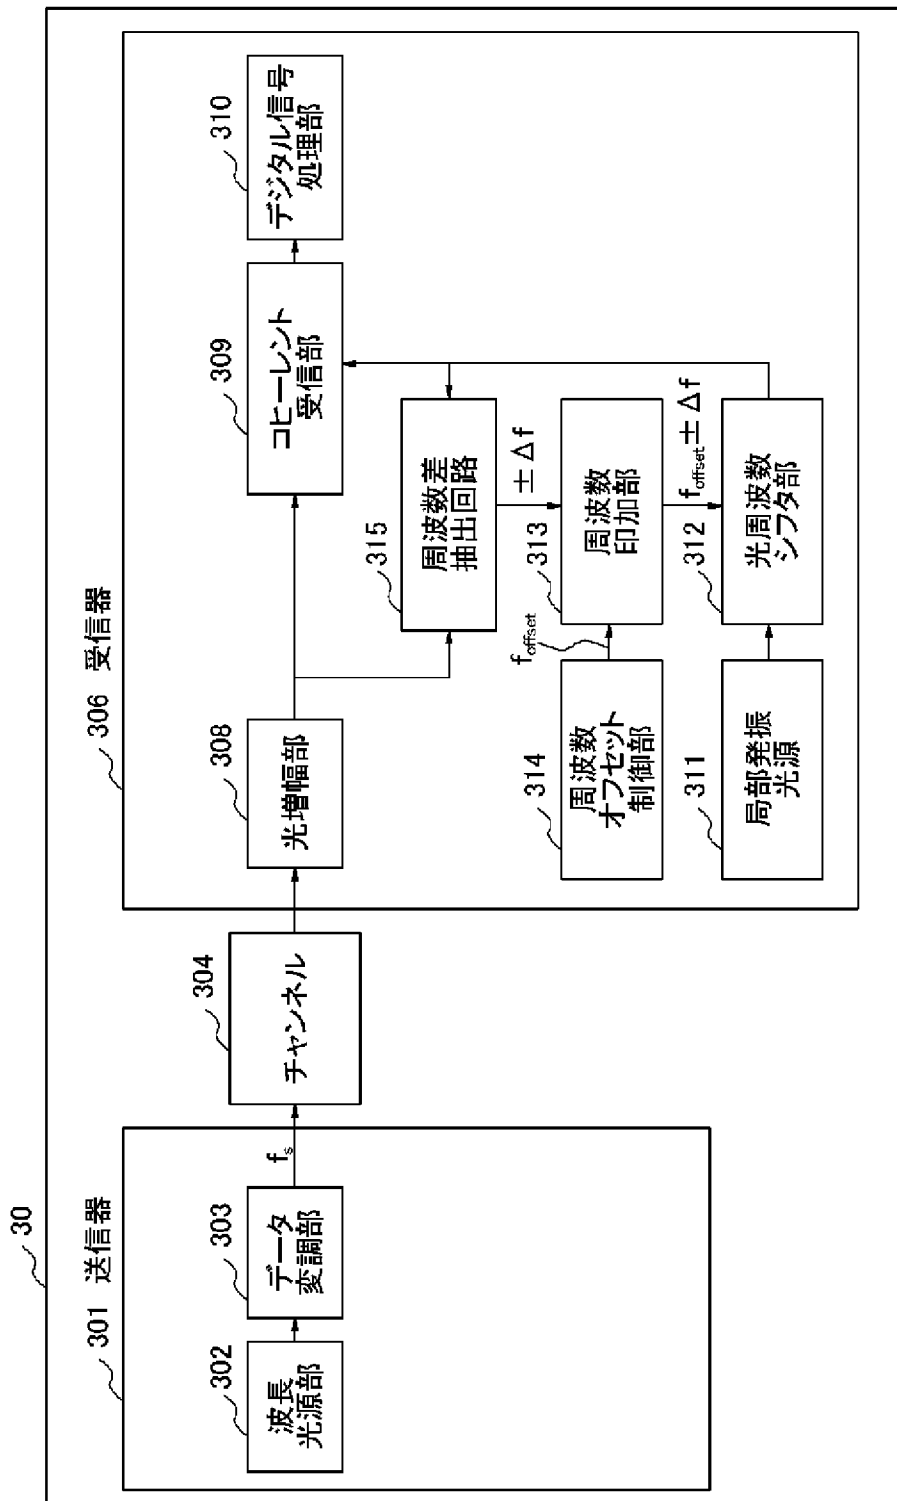 30
301 送信器
302
波長
光源部
303
データ
変調部
fs
304
チャンネル
306 受信器
308
光増幅部
309
コヒーレント
受信部
310
デジタル信号
処理部
315
周波数差
抽出回路
±Δf
314
周波数
オフセット
制御部
foffset
313
周波数
印加部
foffset±Δf
311
局部発振
光源
312
光周波数
シフタ部